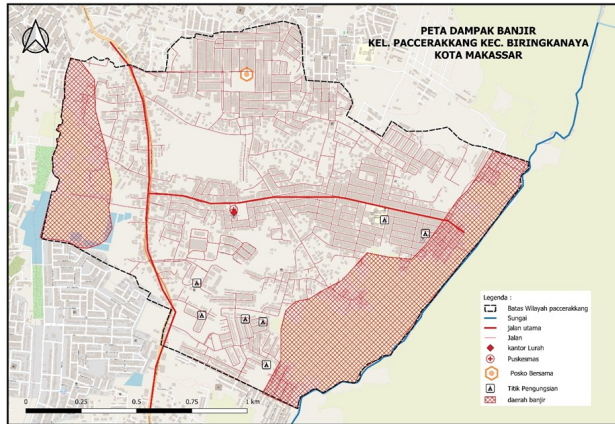 PETA DAMPAK BANJIR
KEL. PACCERAKKANG KEC. BIRINGKANAYA
KOTA MAKASSAR
Legenda :
Batas Wilayah paccerakkang
Sungai
Jalan utama
Jalan
kantor Lurah
Puskesmas
Posko Bersama
Titik Pengungsian
daerah banjir
0 0.25 0.5 0.75 1 km